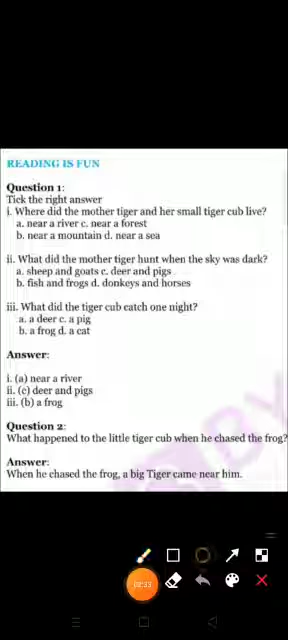 READING IS FUN
Question 1:
Tick the right answer
i. Where did the mother tiger and her small tiger cub live?
a. near a river c. near a forest
b. near a mountain d. near a sea
ii. What did the mother tiger hunt when the sky was dark?
a. sheep and goats c. deer and pigs
b. fish and frogs d. donkeys and horses
iii. What did the tiger cub catch one night?
a. a deer c. a pig
b. a frog d. a cat
Answer:
i. (a) near a river
ii. (c) deer and pigs
iii. (b) a frog
Question 2:
What happened to the little tiger cub when he chased the frog?
Answer:
When he chased the frog, a big Tiger came near him.